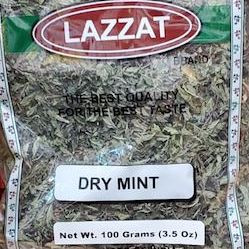 LAZZAT
BRAND
THE BEST QUALITY
FOR THE BEST TASTE
DRY MINT
Net Wt. 100 Grams (3.5 Oz)